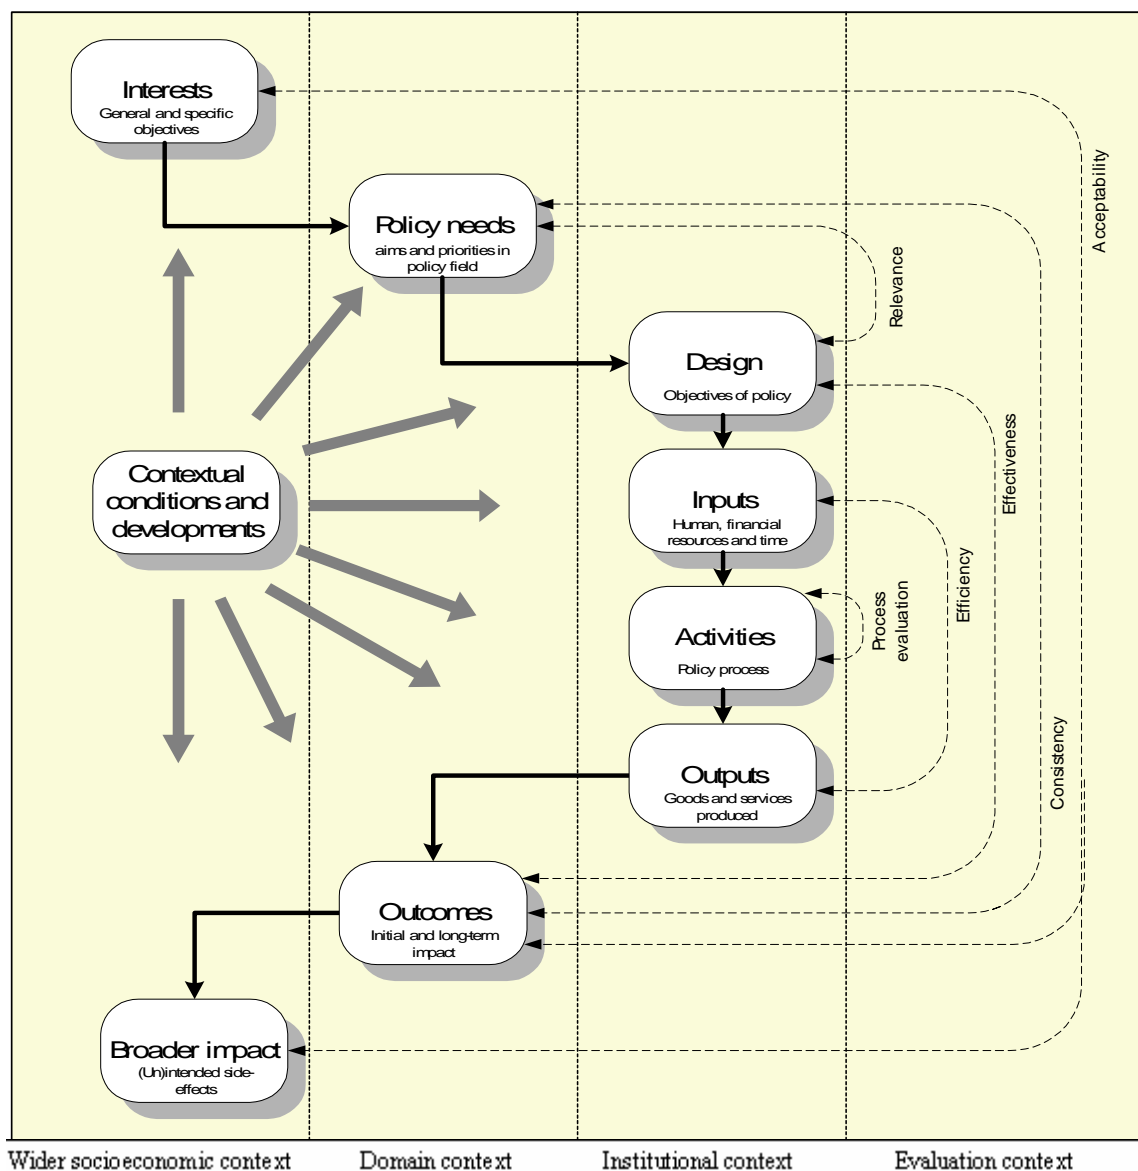 Interests
General and specific
objectives
Policy needs
aims and priorities in
policy field
Design
Objectives of policy
Contextual
conditions and
developments
Inputs
Human, financial
resources and time
Activities
Policy process
Outputs
Goods and services
produced
Outcomes
Initial and long-term
impact
Broader impact
(Un)intended side-
effects
Acceptability
Relevance
Effectiveness
Efficiency
Process
evaluation
Consistency
Wider socioeconomic context
Domain context
Institutional context
Evaluation context